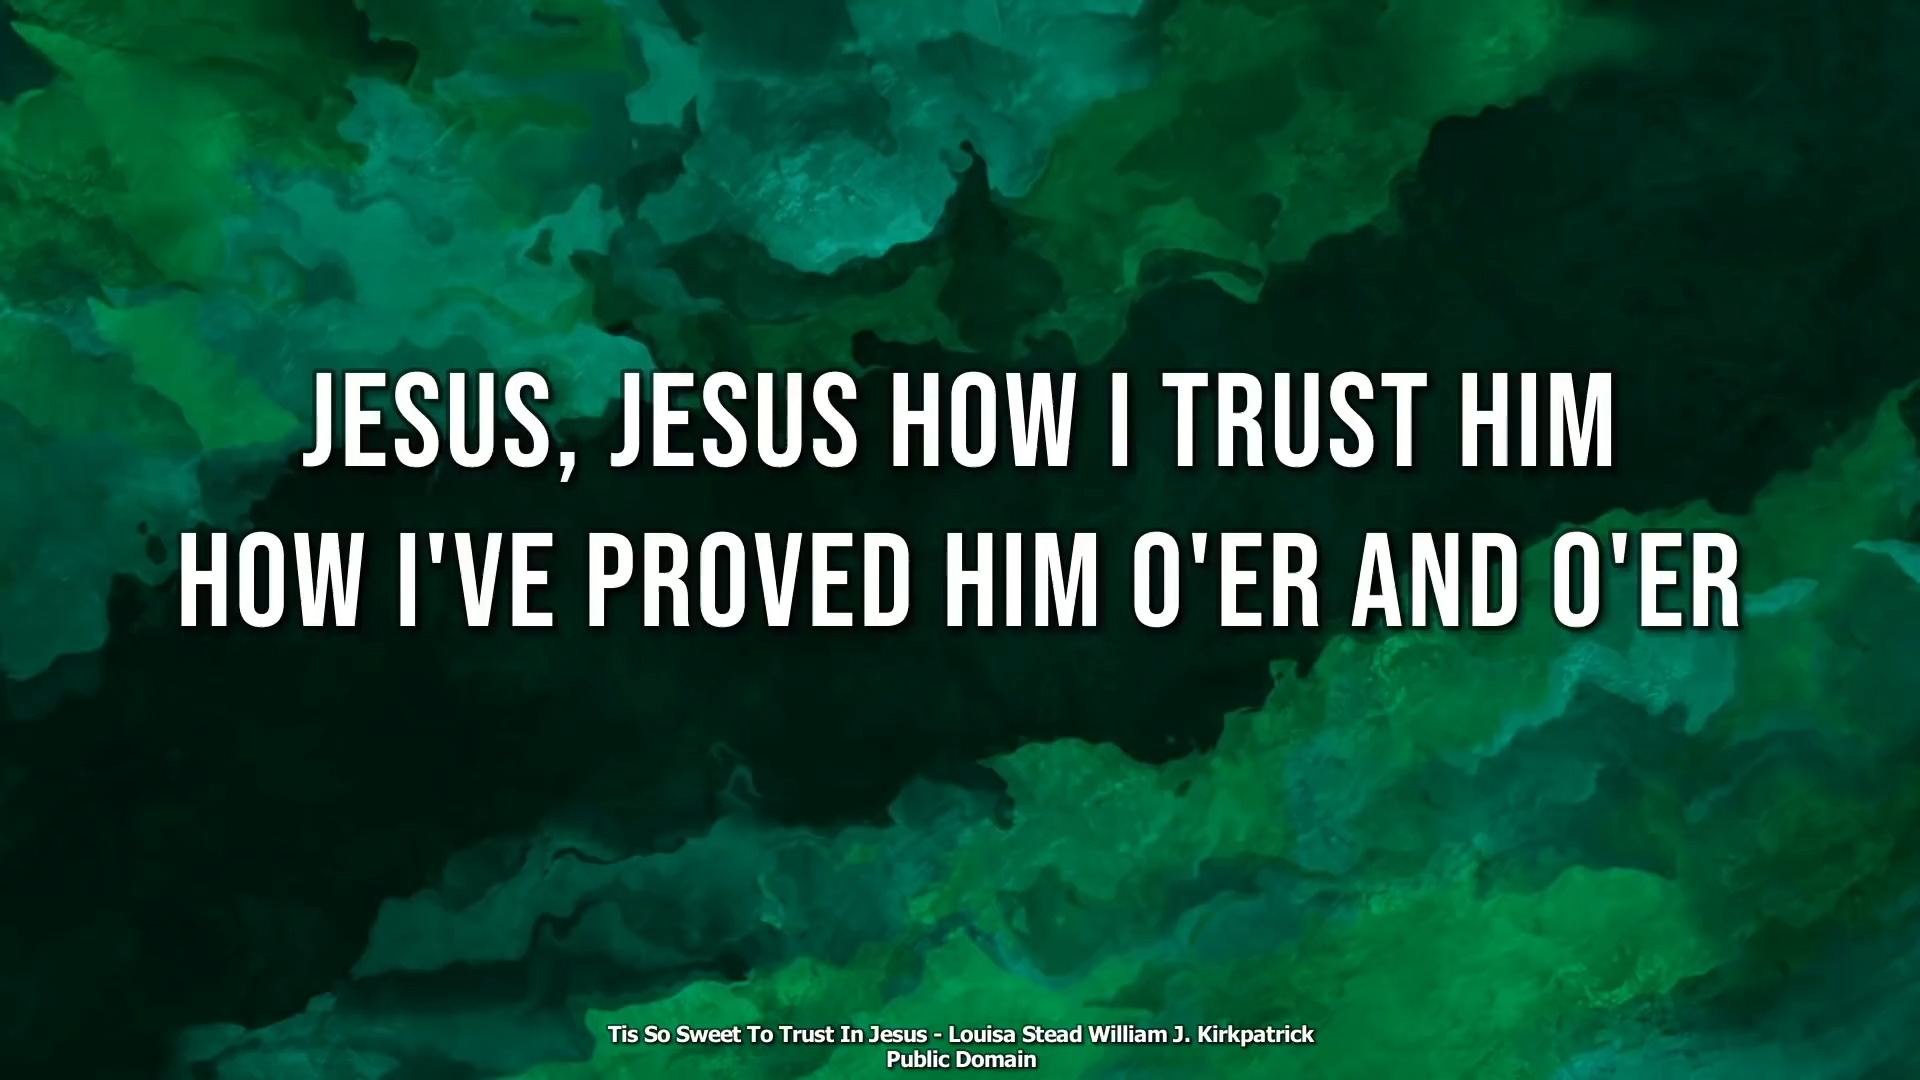 JESUS, JESUS HOW I TRUST HIM
HOW I'VE PROVED HIM O'ER AND O'ER
Tis So Sweet To Trust In Jesus - Louisa Stead William J. Kirkpatrick
Public Domain